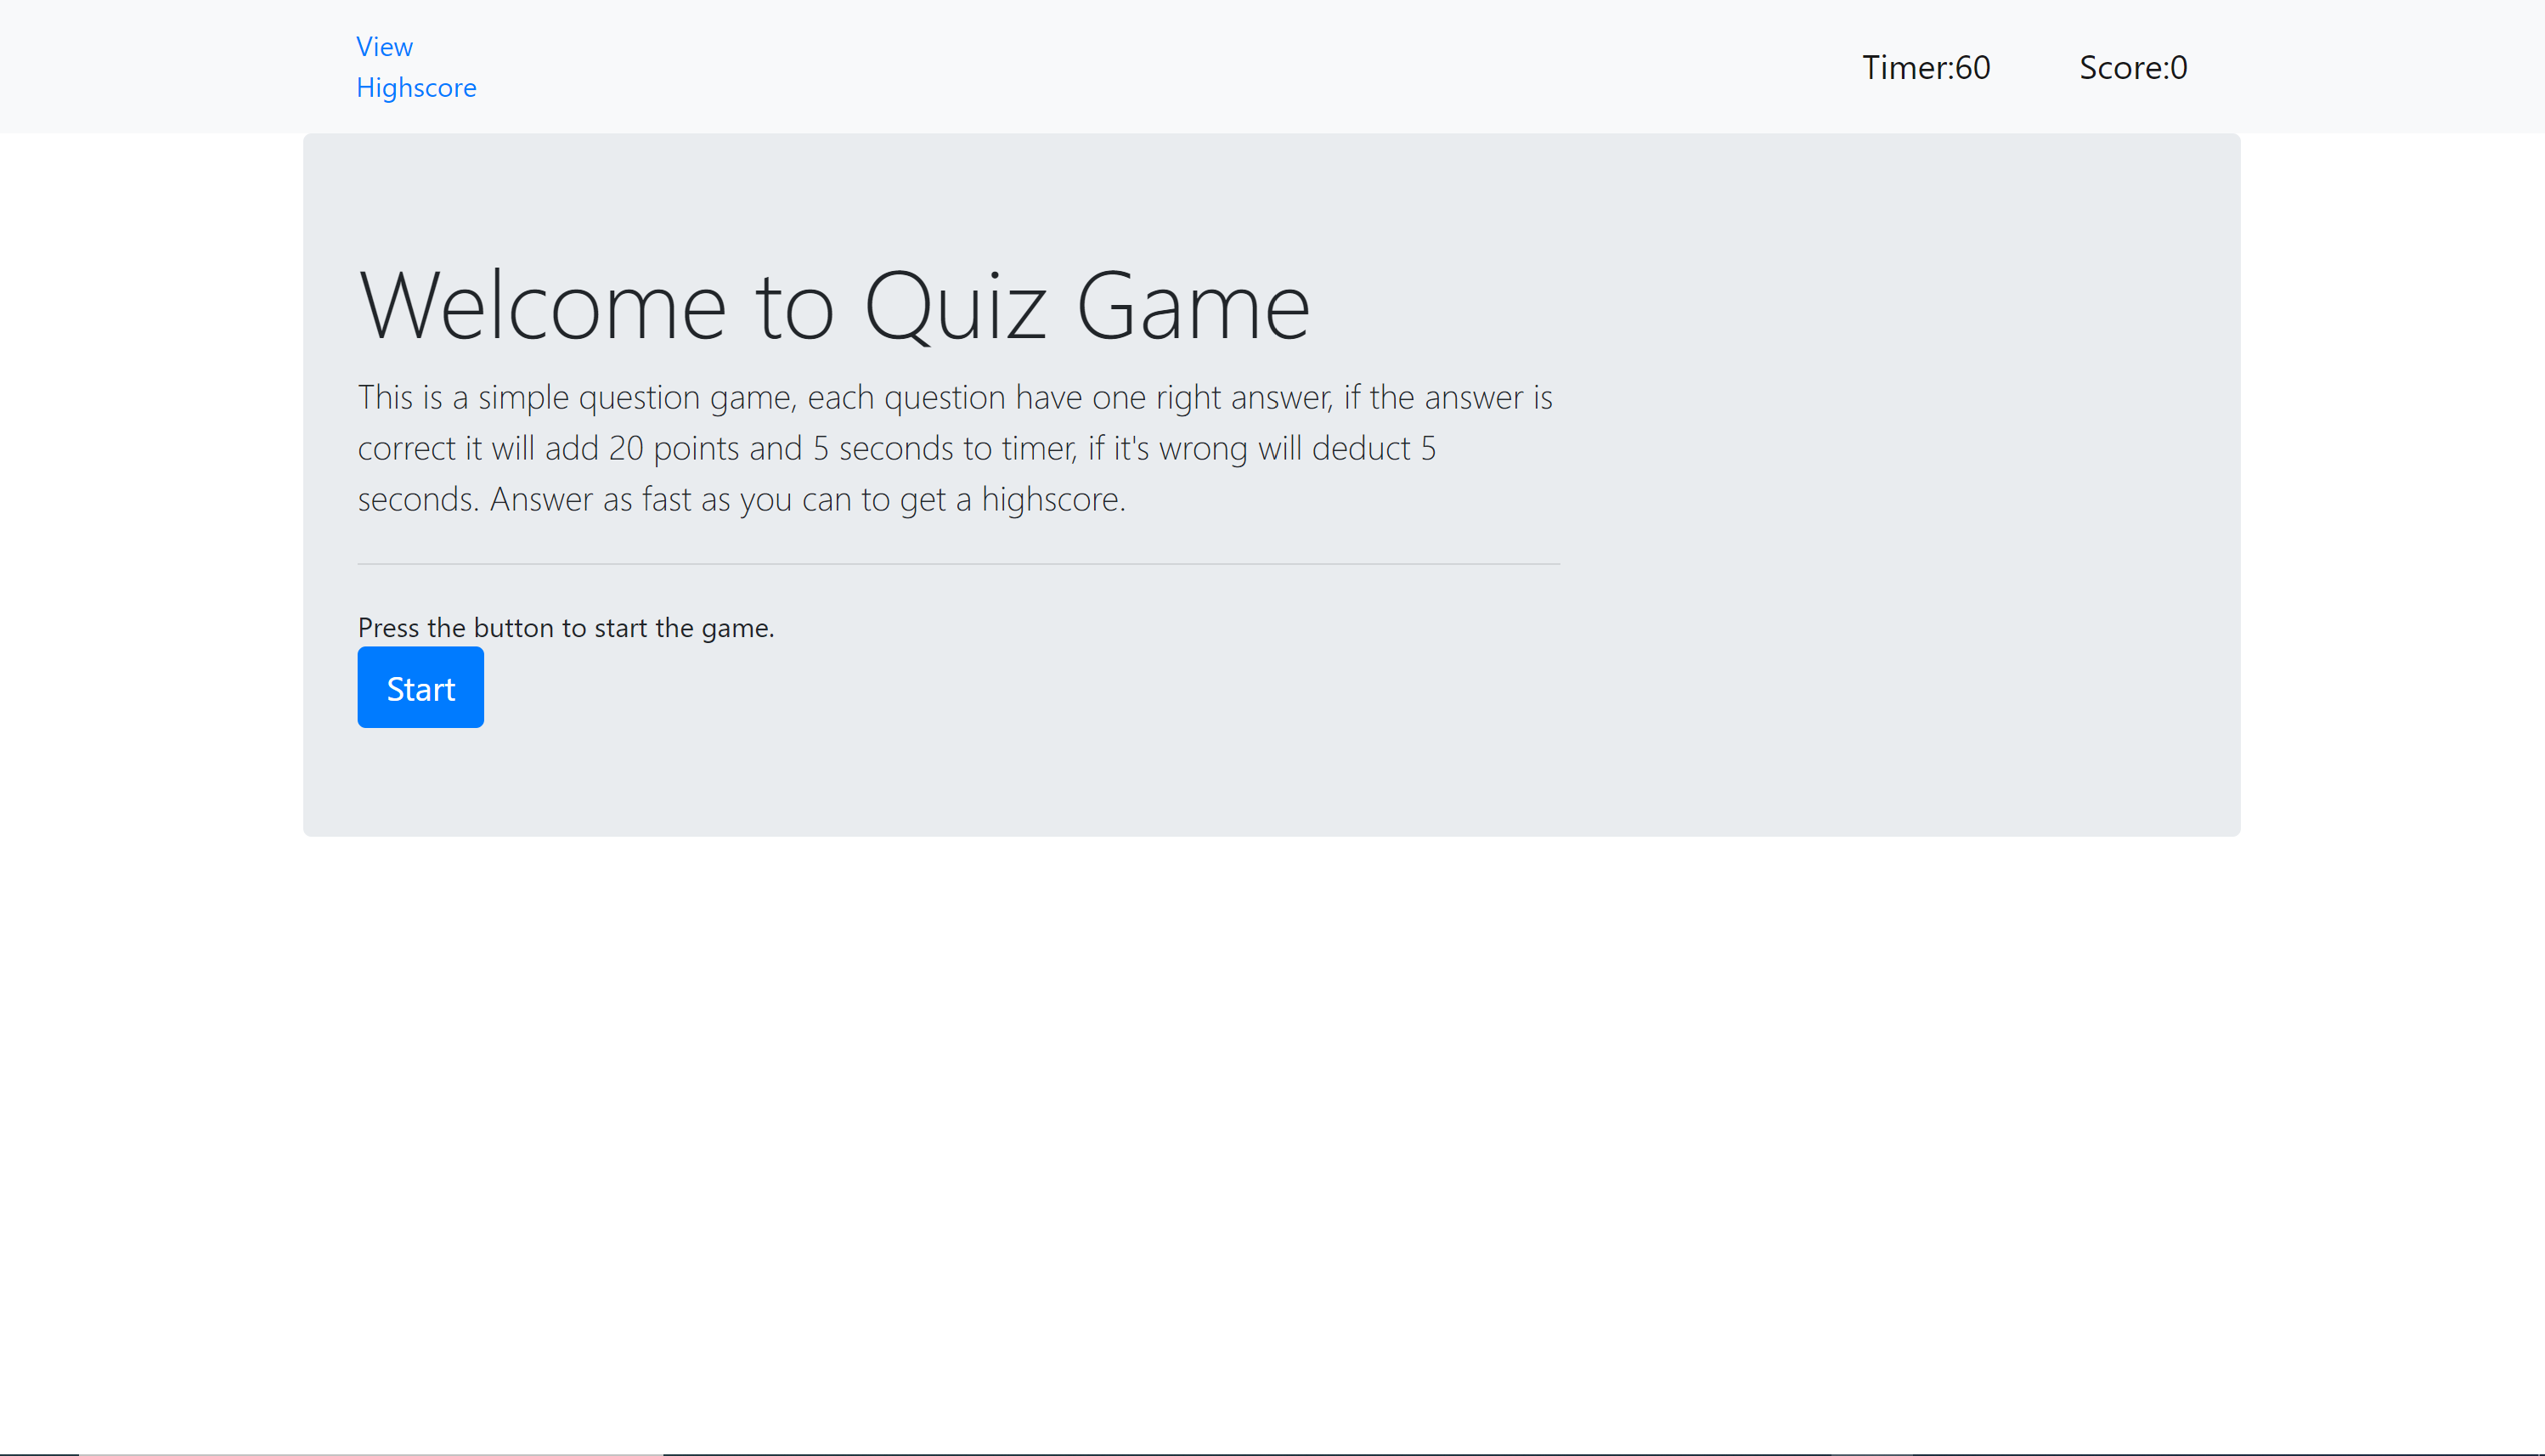 View
Highscore
Timer:60
Score:0
Welcome to Quiz Game
This is a simple question game, each question have one right answer, if the answer is
correct it will add 20 points and 5 seconds to timer, if it's wrong will deduct 5
seconds. Answer as fast as you can to get a highscore.
Press the button to start the game.
Start